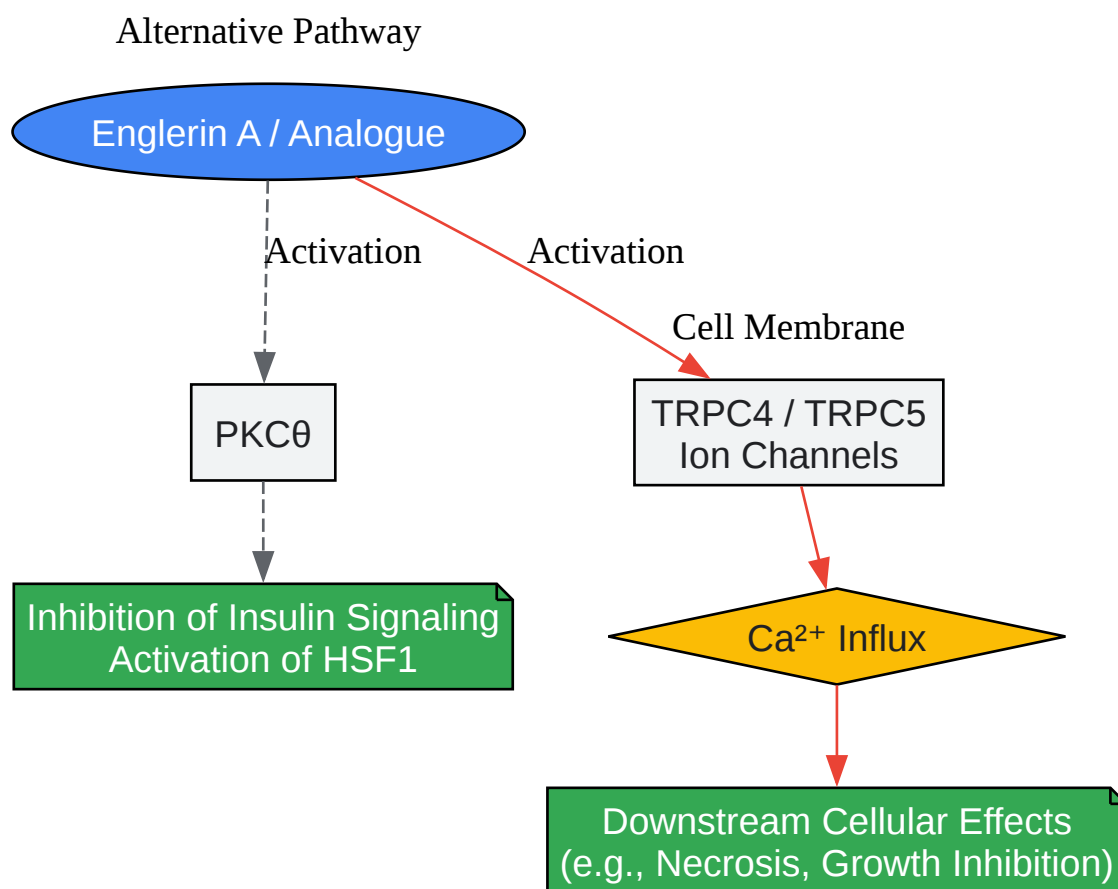 Alternative Pathway
Englerin A / Analogue
Activation
Activation
Cell Membrane
PKCθ
TRPC4 / TRPC5
Ion Channels
Inhibition of Insulin Signaling
Activation of HSF1
Ca²⁺ Influx
Downstream Cellular Effects
(e.g., Necrosis, Growth Inhibition)